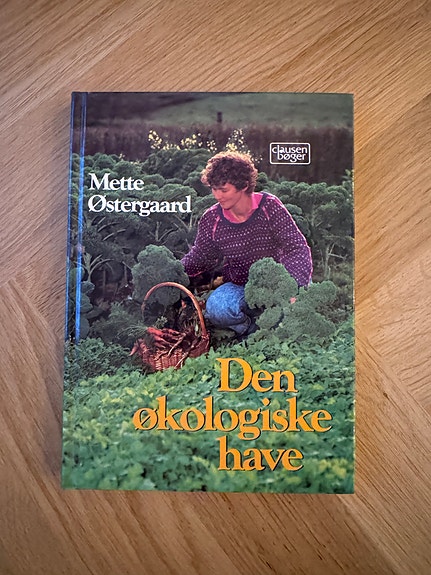 clausen
bøger
Mette
Østergaard
Den
økologiske
have